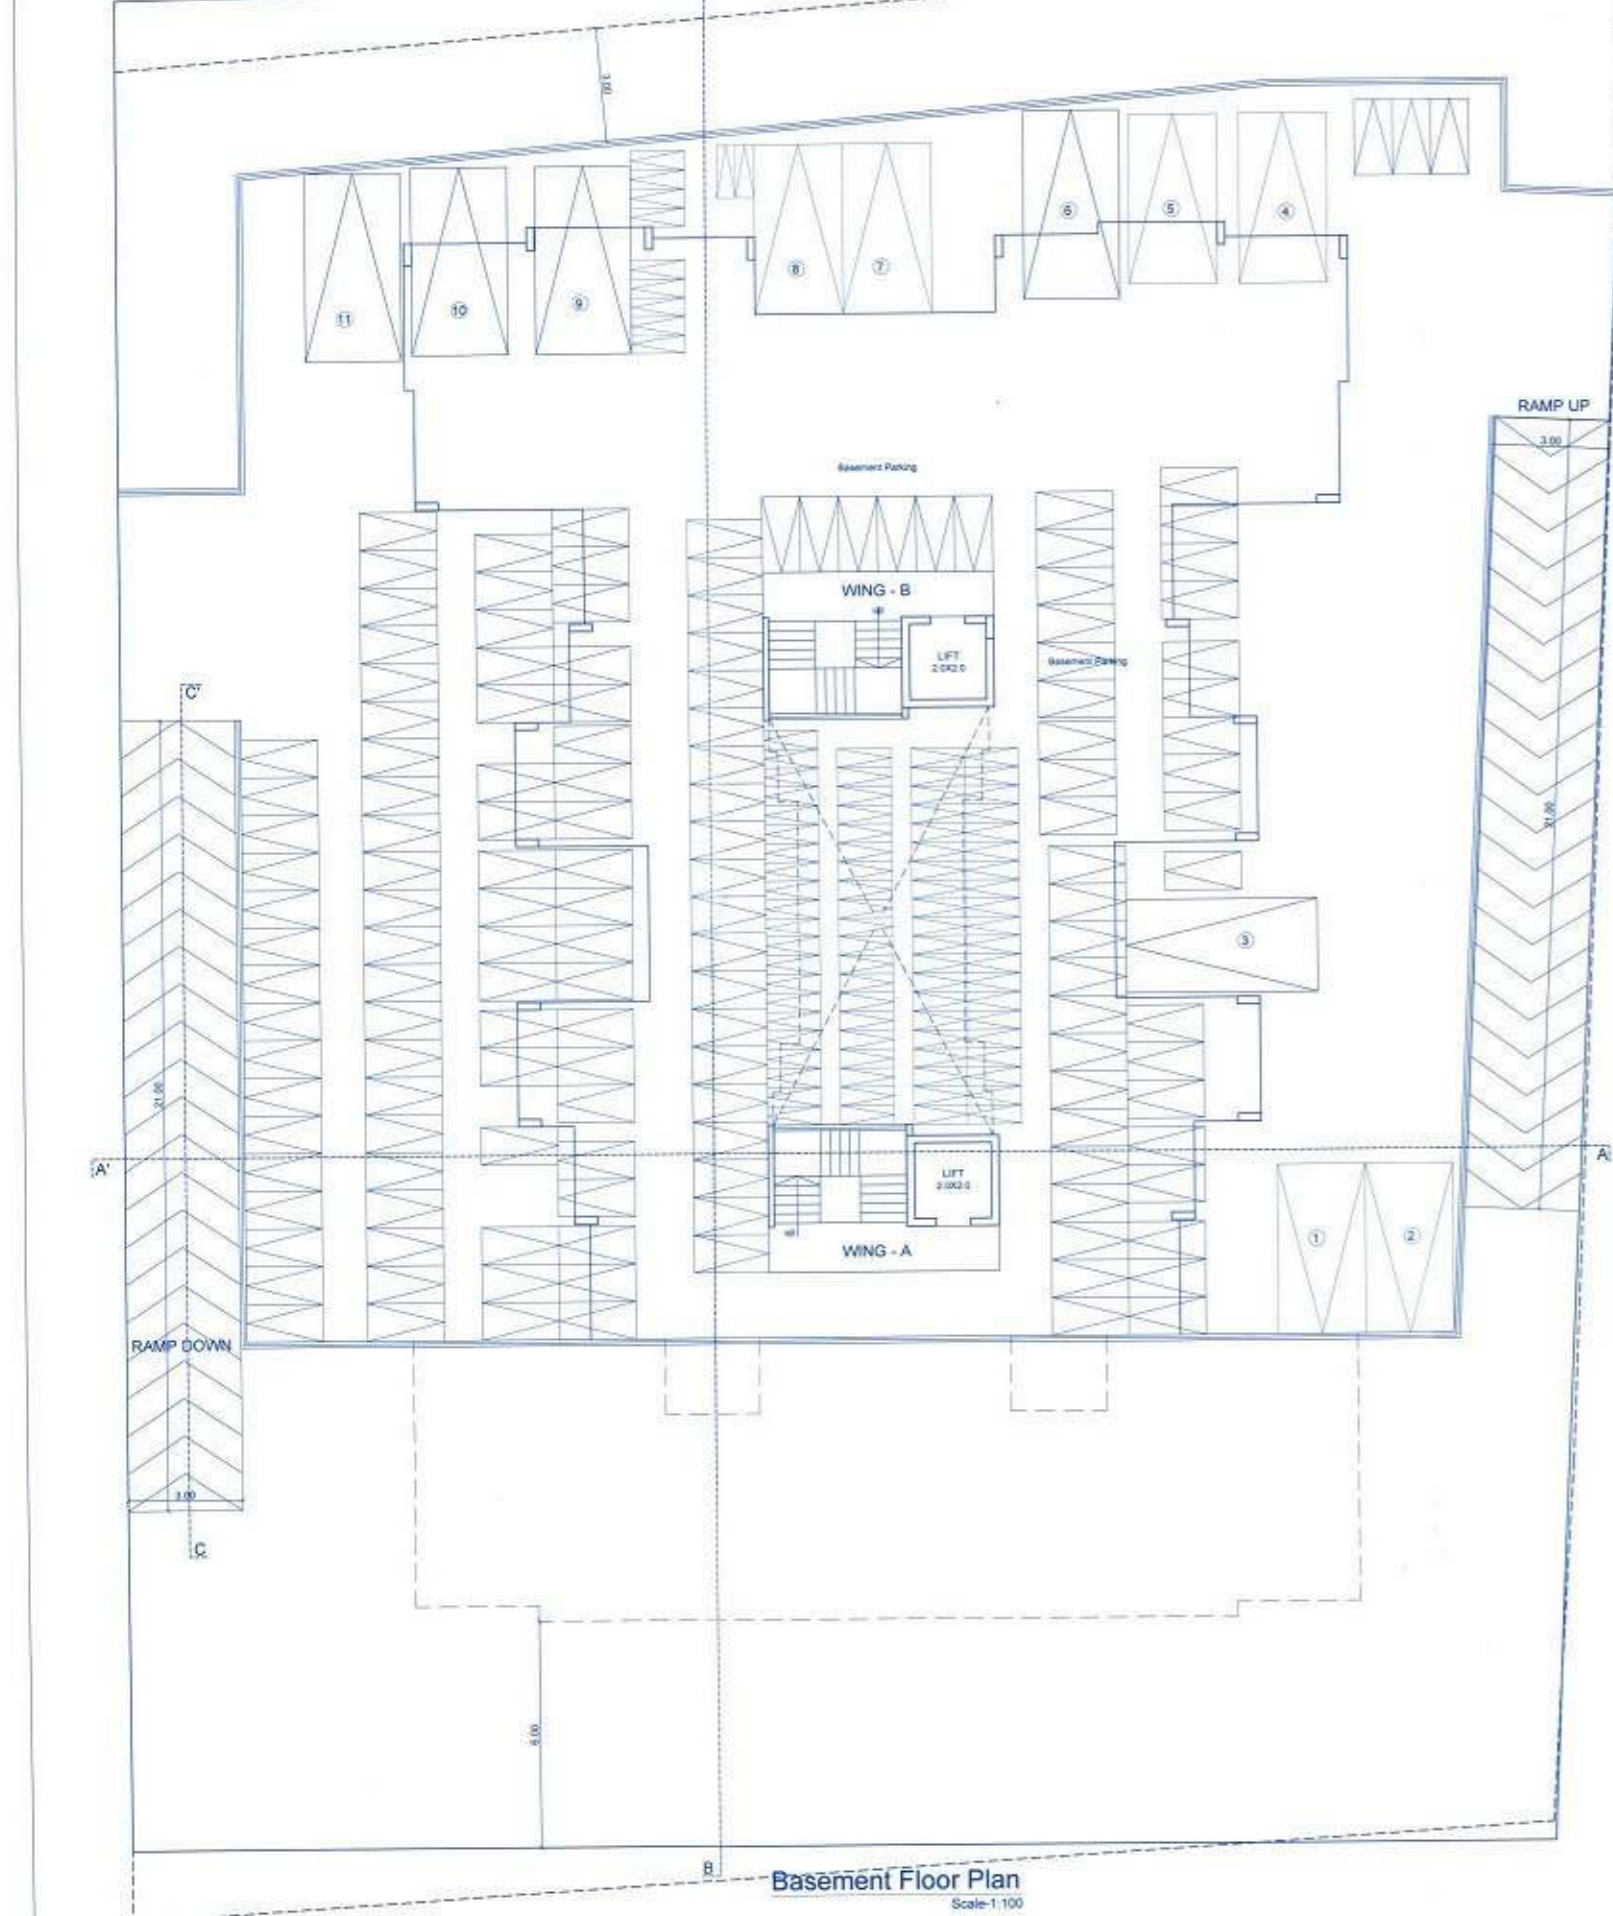 3.00
6
5
4
8
7
9
10
11
RAMP UP
3.00
Basement Parking
WING - B
up
LIFT
2.0X2.0
Basement Parking
C'
21.00
3
21.00
A'
A
LIFT
2.0X2.0
1
2
up
WING - A
RAMP DOWN
3.00
C
6.00
B
Basement Floor Plan
Scale-1:100